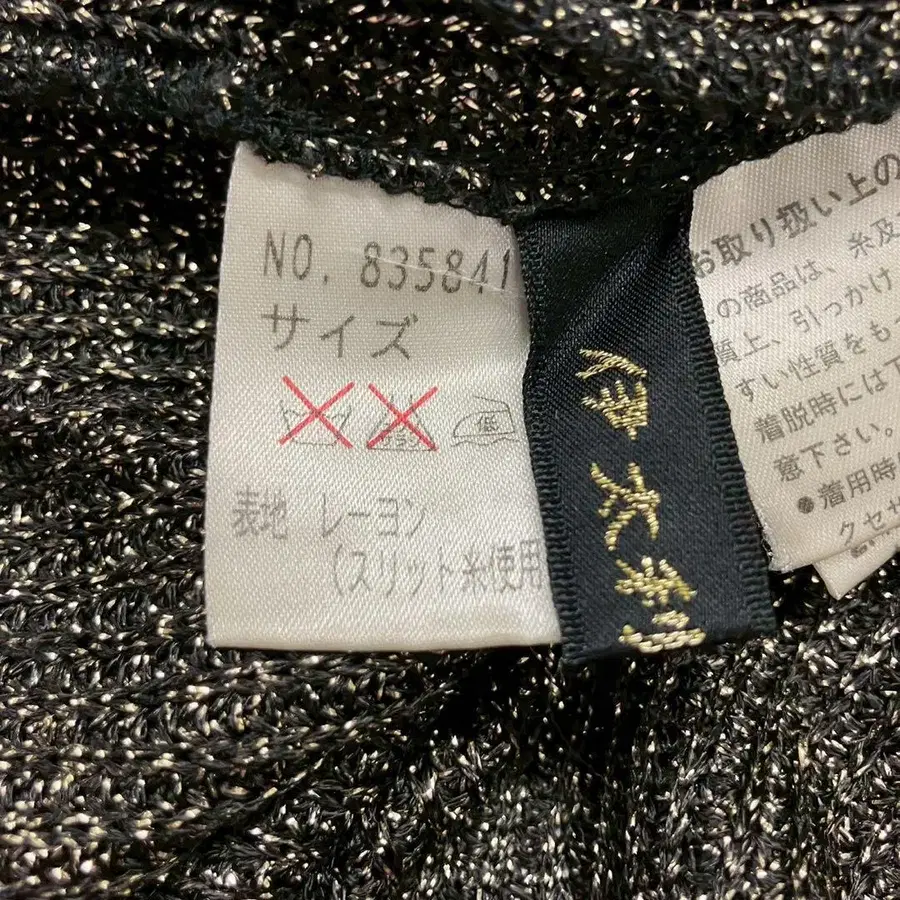 NO. 835841
サイズ
低
表地 レーヨン
(スリット糸使用
伊太利
お取り扱い上の
の商品は、糸及
質上、引っかけ
すい性質をも
着脱時には下
意下さい。
●着用時
クセサ